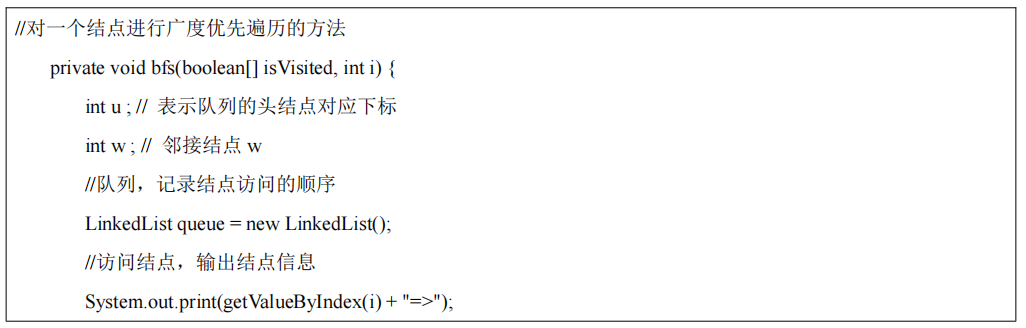 //对一个结点进行广度优先遍历的方法
private void bfs(boolean[] isVisited, int i) {
int u ; // 表示队列的头结点对应下标
int w ; // 邻接结点 w
//队列，记录结点访问的顺序
LinkedList queue = new LinkedList();
//访问结点，输出结点信息
System.out.print(getValueByIndex(i) + "=>");